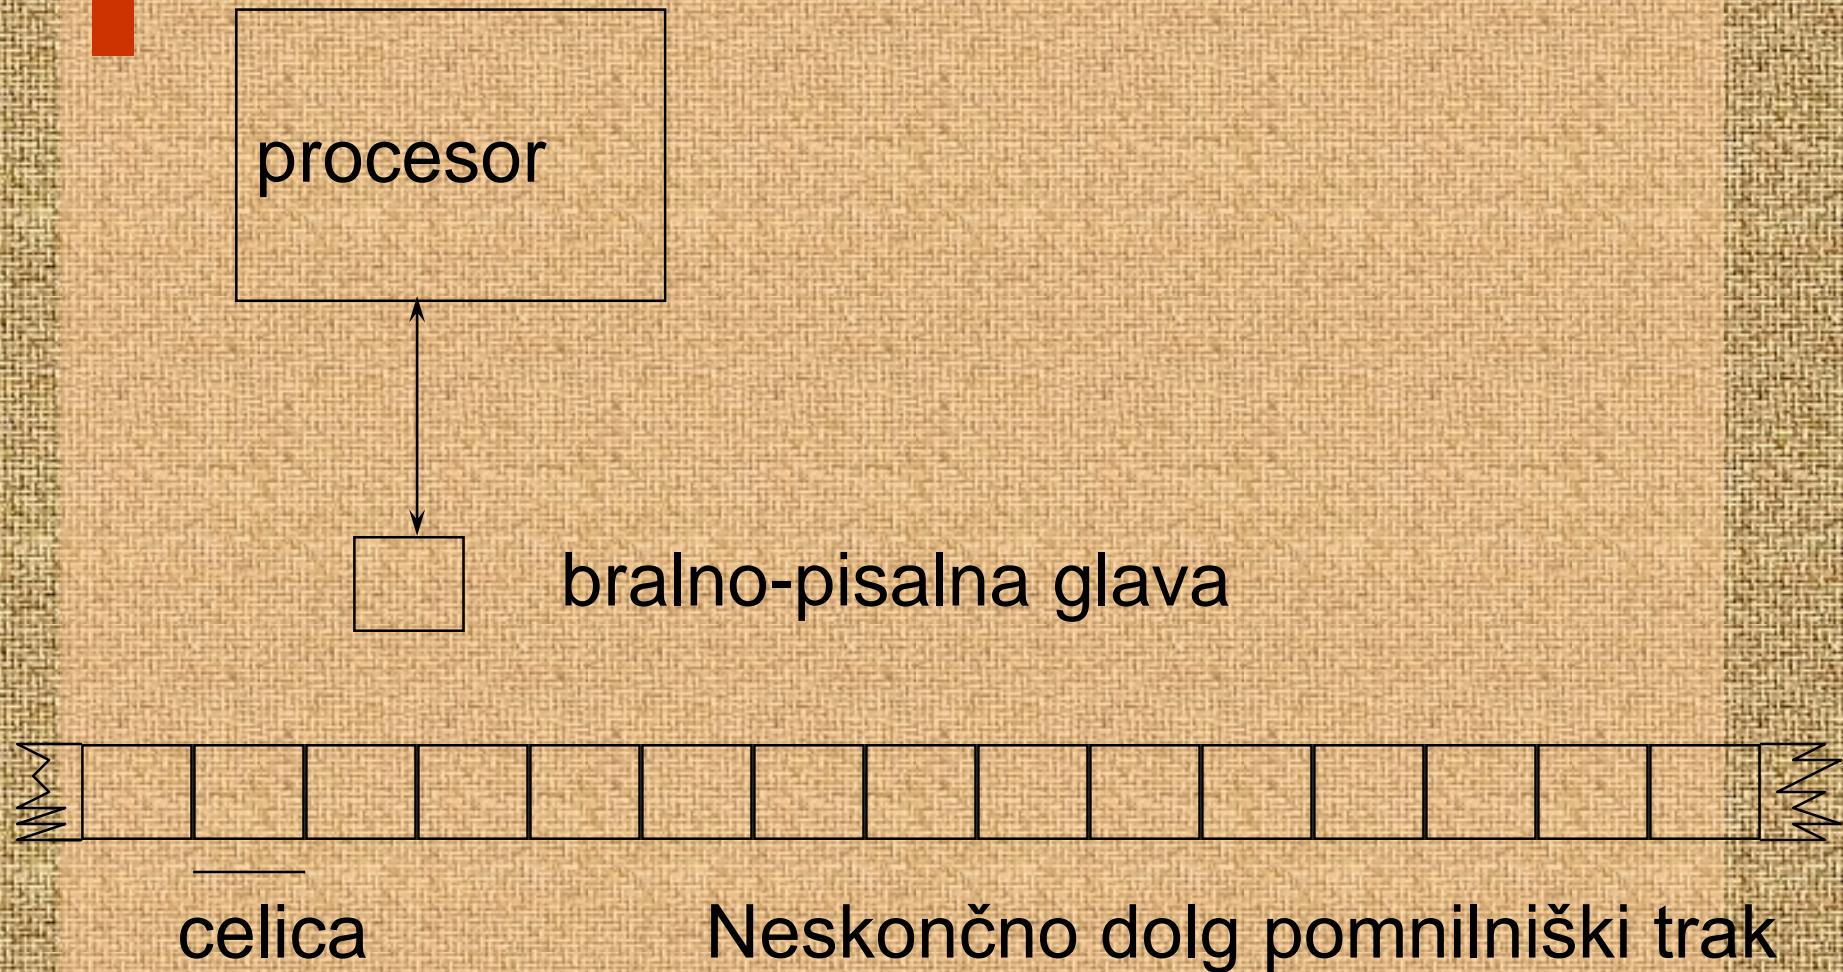 procesor
bralno-pisalna glava
celica
Neskončno dolg pomnilniški trak